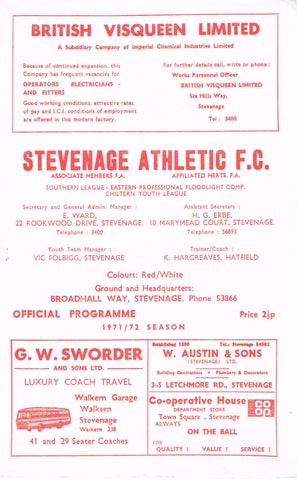 BRITISH VISQUEEN LIMITED
A Subsidiary Company of Imperial Chemical Industries Limited
Because of continued expansion, this
Company has frequent vacancies for
OPERATORS ELECTRICIANS -
AND FITTERS
Good working conditions, attractive rates
of pay and I.C.I. conditions of employment
are offered in this modern factory.
For further details call, write or phone :
Works Personnel Officer
BRITISH VISQUEEN LIMITED
Six Hills Way,
Stevenage
Tel : 3400
STEVENAGE ATHLETIC F.C.
ASSOCIATE MEMBERS F.A. AFFILIATED HERTS. F.A.
SOUTHERN LEAGUE - EASTERN PROFESSIONAL FLOODLIGHT COMP.
CHILTERN YOUTH LEAGUE
Secretary and General Admin. Manager :
E. WARD,
22 ROOKWOOD DRIVE, STEVENAGE.
Telephone : 3400
Assistant Secretary :
H. G. ERBE,
10 MARYMEAD COURT, STEVENAGE.
Telephone : 56893
Youth Team Manager :
VIC FOLBIGG, STEVENAGE
Trainer/Coach :
K. HARGREAVES, HATFIELD
Colours: Red/White
Ground and Headquarters:
BROADHALL WAY, STEVENAGE. Phone 53866
OFFICIAL PROGRAMME Price 2½p
1971/72 SEASON
G. W. SWORDER
AND SONS LTD.
LUXURY COACH TRAVEL
Walkern Garage
Walkern
Stevenage
Walkern 238
41 and 29 Seater Coaches
Established 1890 Tel.: Stevenage 54082
W. AUSTIN & SONS
(STEVENAGE) LTD.
Building Contractors • Plumbers & Decorators
3-5 LETCHMORE RD., STEVENAGE
Co-operative House
DEPARTMENT STORE
Town Square - Stevenage
CO OP
ALWAYS
ON THE BALL
FOR
QUALITY ! VALUE ! SERVICE !